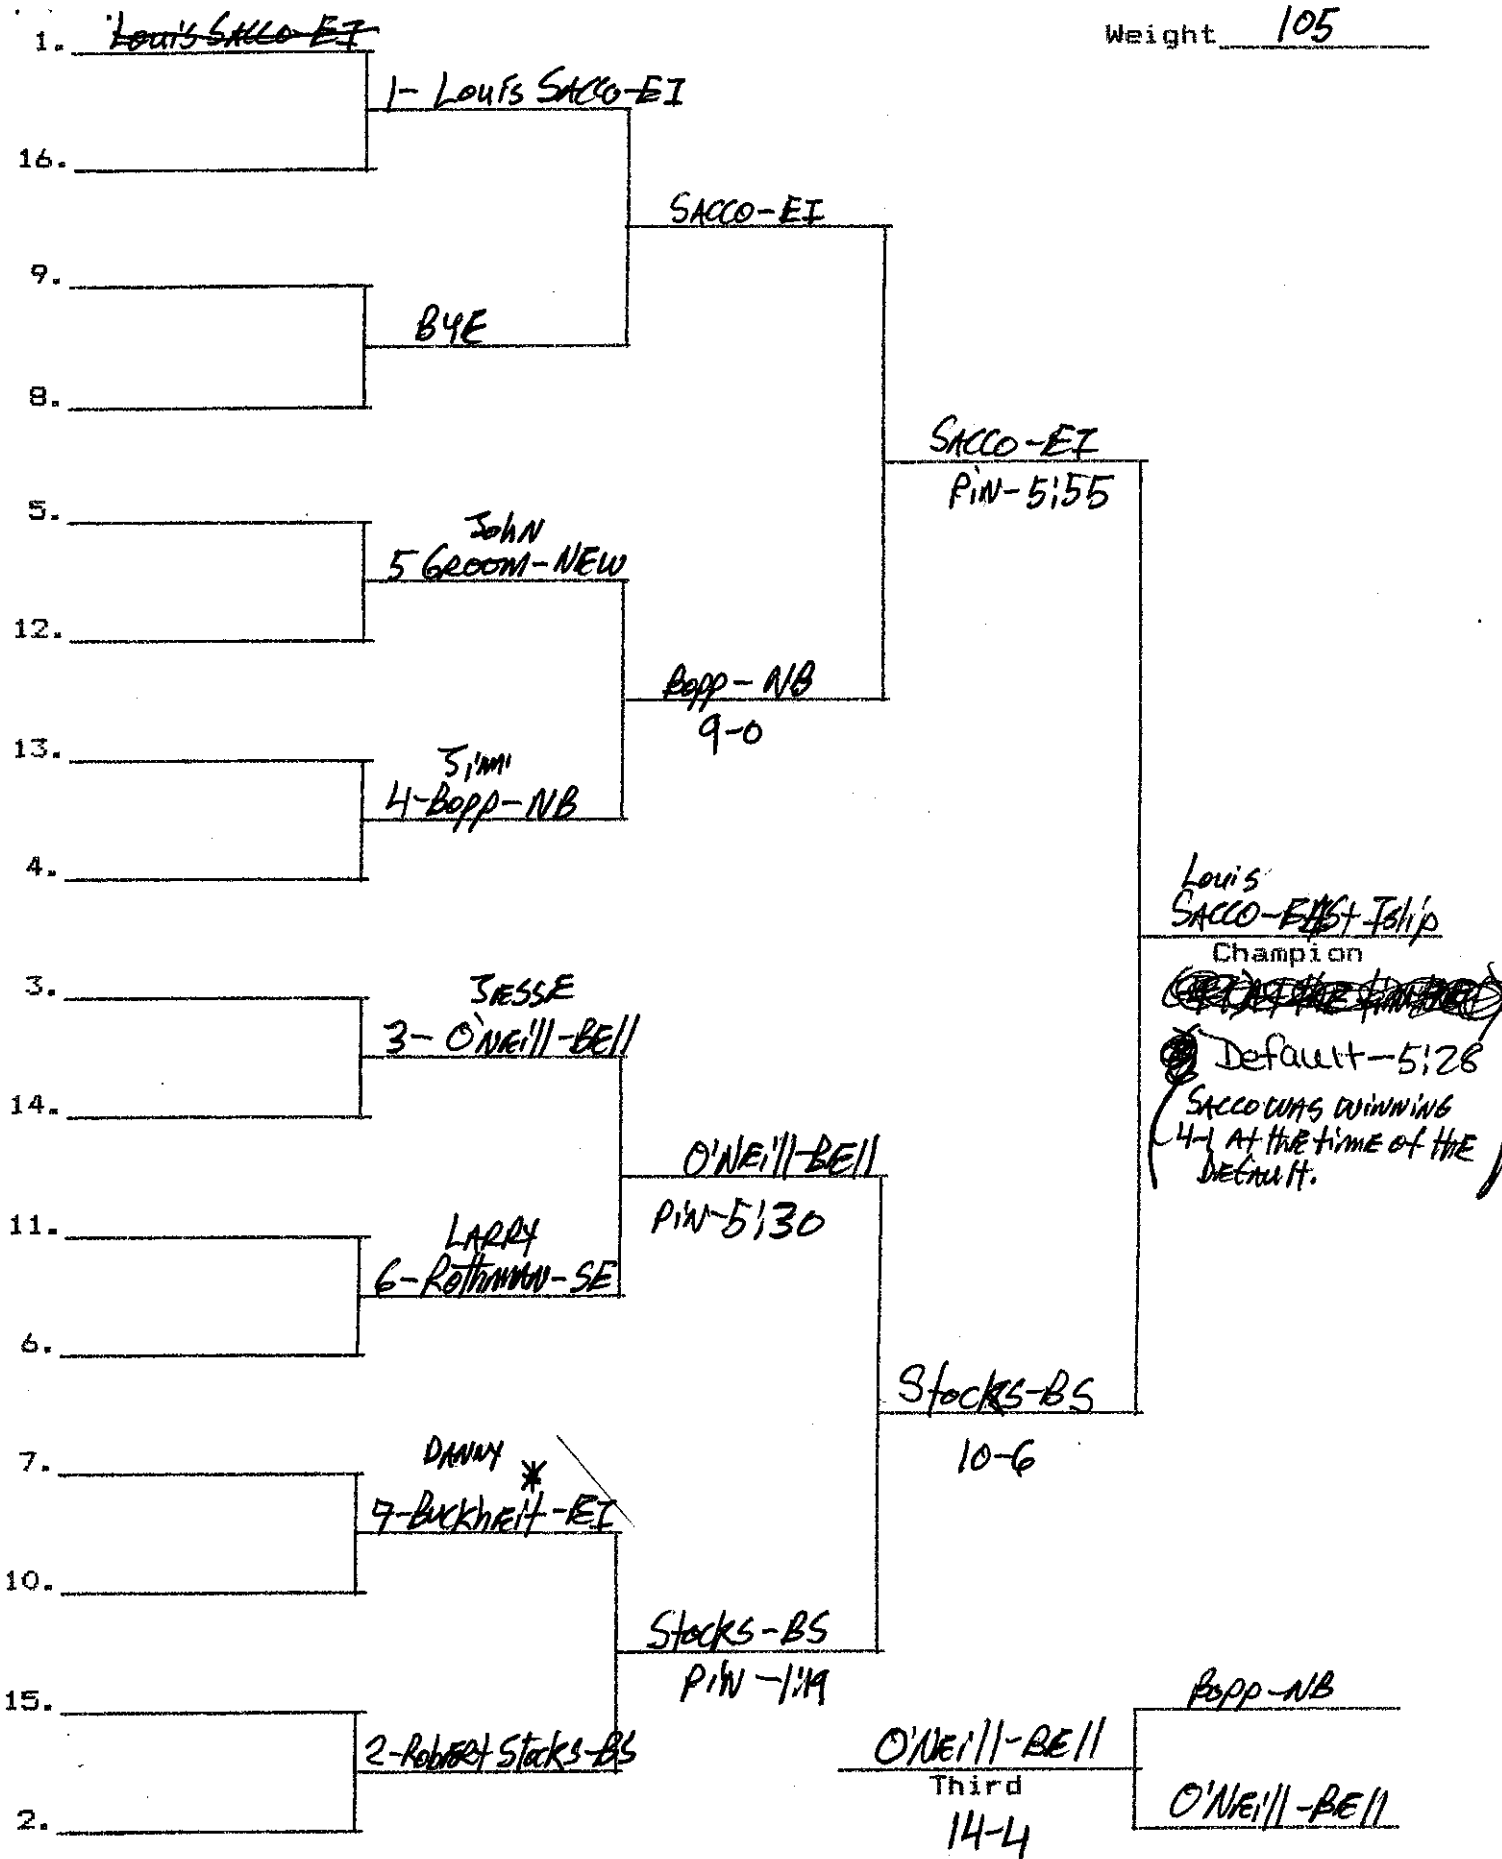 Weight 105
1. Louis SACCO-EI
1- Louis SACCO-EI
16.
SACCO-EI
9.
BYE
8.
SACCO-EI
PiN-5:55
5.
JohN
5 GROOM-NEW
12.
Bopp-NB
9-0
13.
Jim
4-Bopp-NB
4.
Louis
SACCO-EASt Islip
Champion
3.
JESSE
3- O'NEill-BEll
Default-5:28
14.
(SACCO WAS WiNNiNG
4-1 At thE timE of thE
DEfAult.)
O'NEill-BEll
PiN-5:30
11.
LARRY
6-RothmAN-SE
6.
Stocks-BS
10-6
7.
DANNY *
7-BuckhEit-EI
10.
Stocks-BS
PiN-1:19
15.
Bopp-NB
2-RobERt Stocks-BS
O'NEill-BEll
Third
14-4
O'NEill-BEll
2.